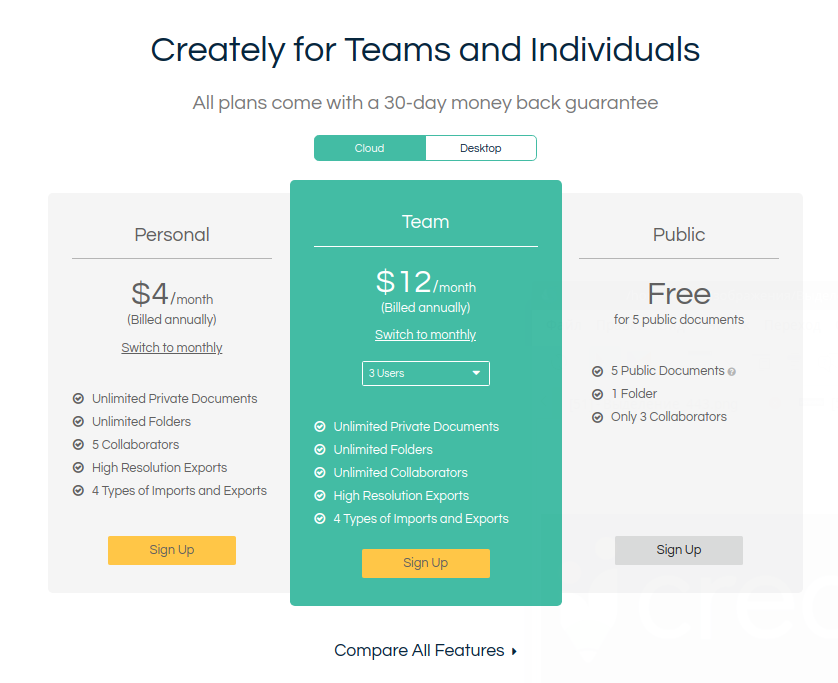 Creately for Teams and Individuals
All plans come with a 30-day money back guarantee
Cloud
Desktop
Personal
$4/month
(Billed annually)
Switch to monthly
Unlimited Private Documents
Unlimited Folders
5 Collaborators
High Resolution Exports
4 Types of Imports and Exports
Sign Up
Team
$12/month
(Billed annually)
Switch to monthly
3 Users
Unlimited Private Documents
Unlimited Folders
Unlimited Collaborators
High Resolution Exports
4 Types of Imports and Exports
Sign Up
Public
Free
for 5 public documents
5 Public Documents
1 Folder
Only 3 Collaborators
Sign Up
Compare All Features